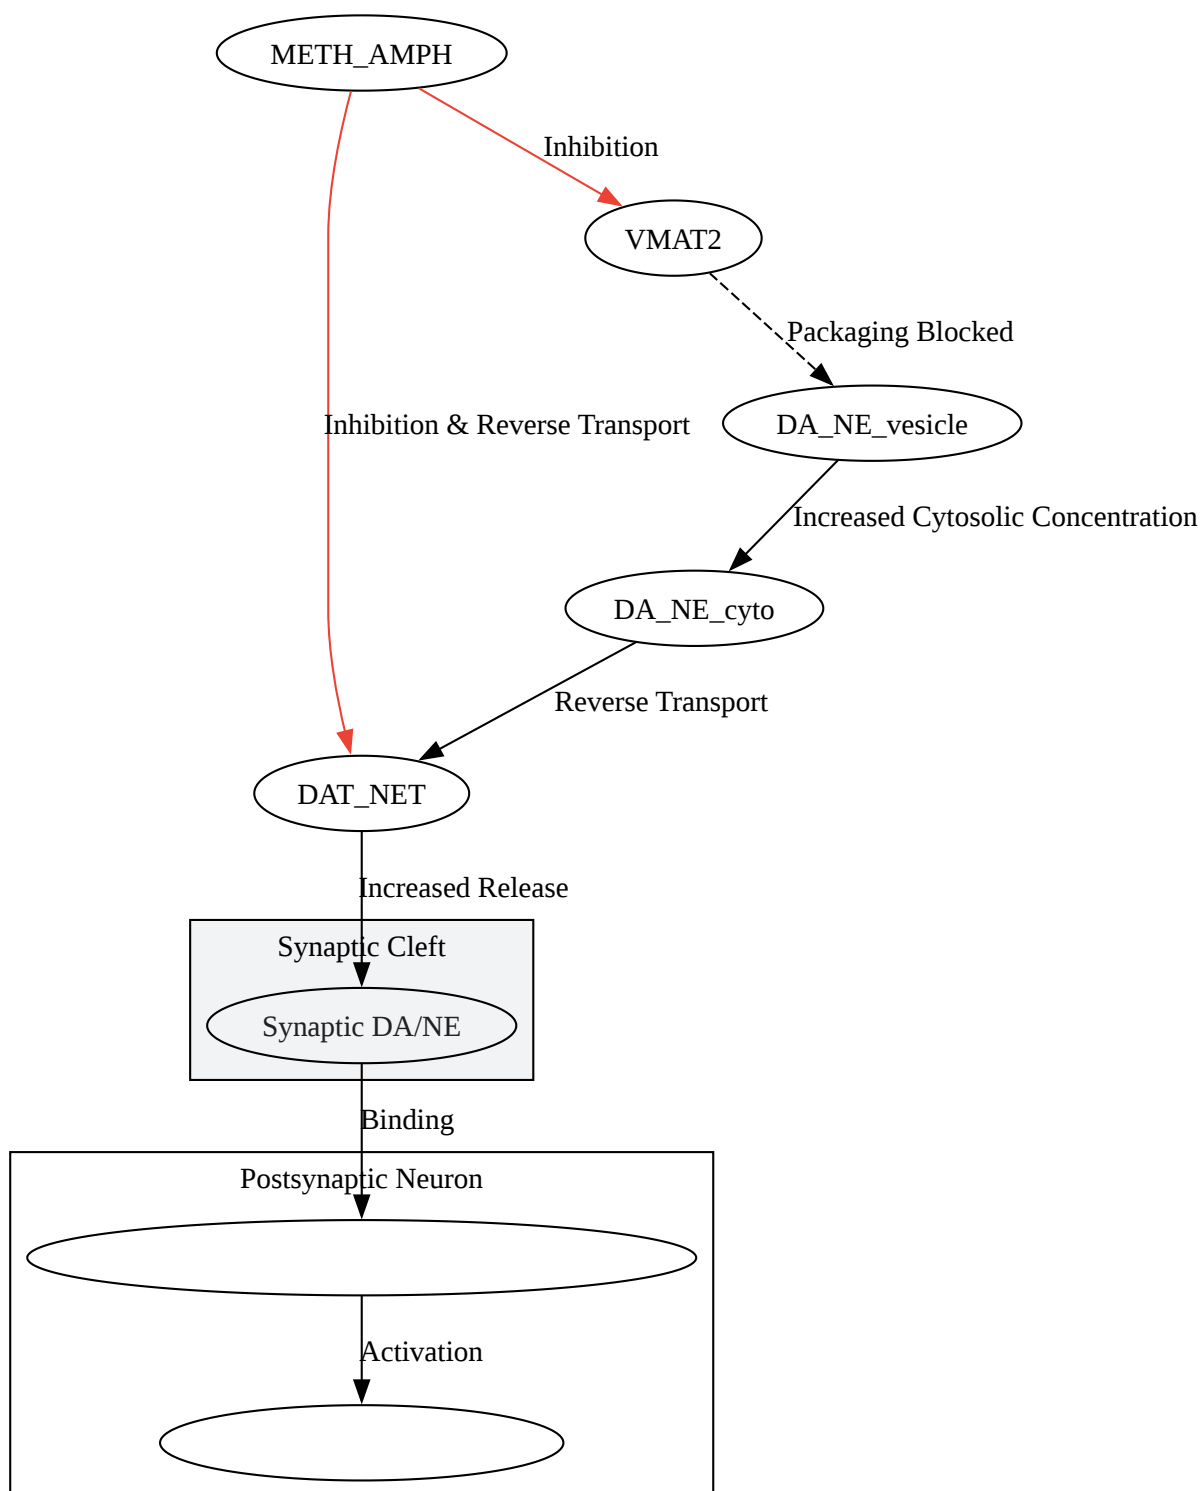 METH_AMPH
Inhibition
VMAT2
Packaging Blocked
Inhibition & Reverse Transport
DA_NE_vesicle
Increased Cytosolic Concentration
DA_NE_cyto
Reverse Transport
DAT_NET
Increased Release
Synaptic Cleft
Synaptic DA/NE
Binding
Postsynaptic Neuron
Activation